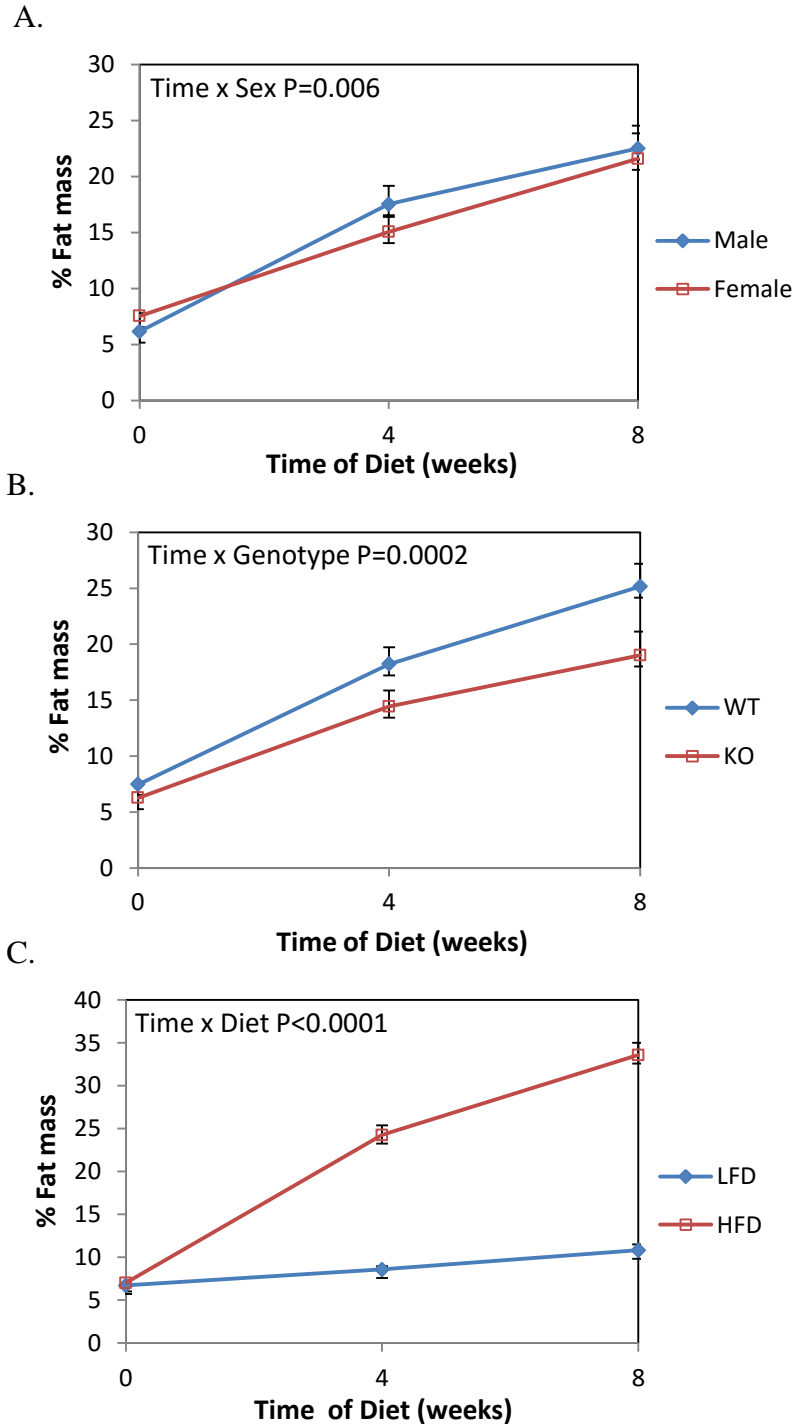 A.
30
25
20
15
10
5
0
% Fat mass
Time x Sex P=0.006
Male
Female
0 4 8
Time of Diet (weeks)
B.
30
25
20
15
10
5
0
% Fat mass
Time x Genotype P=0.0002
WT
KO
0 4 8
Time of Diet (weeks)
C.
40
35
30
25
20
15
10
5
0
% Fat mass
Time x Diet P<0.0001
LFD
HFD
0 4 8
Time of Diet (weeks)